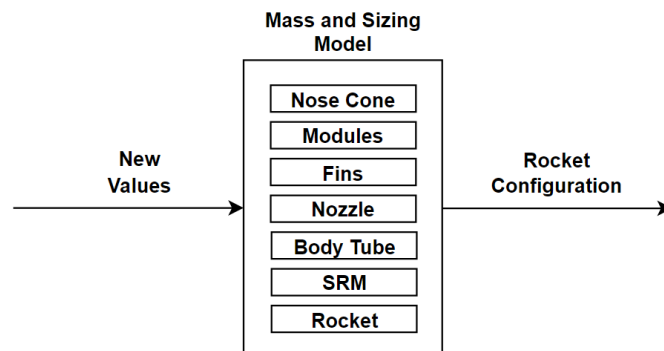 Mass and Sizing
Model
Nose Cone
Modules
Fins
Nozzle
Body Tube
SRM
Rocket
New
Values
Rocket
Configuration